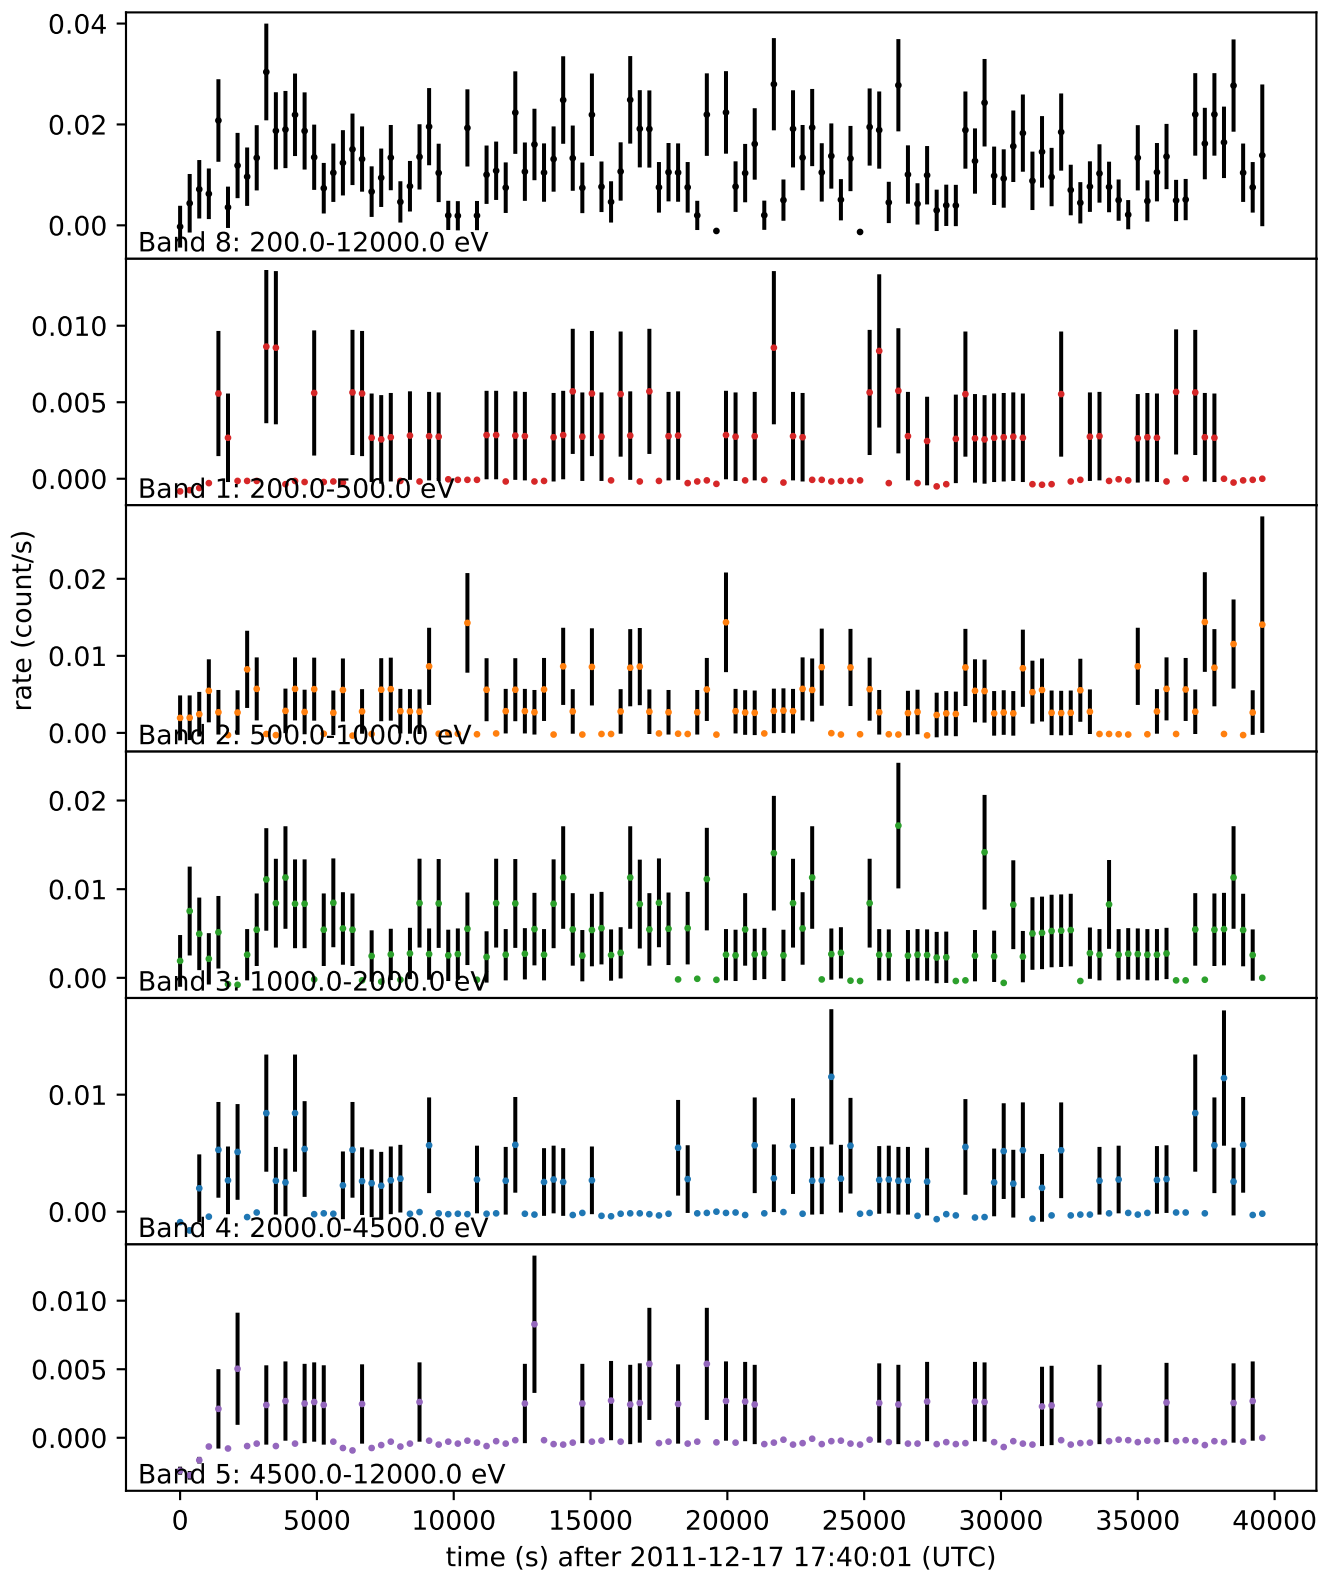 0.04
0.02
0.00
Band 8: 200.0-12000.0 eV
0.010
0.005
0.000
Band 1: 200.0-500.0 eV
rate (count/s)
0.02
0.01
0.00
Band 2: 500.0-1000.0 eV
0.02
0.01
0.00
Band 3: 1000.0-2000.0 eV
0.01
0.00
Band 4: 2000.0-4500.0 eV
0.010
0.005
0.000
Band 5: 4500.0-12000.0 eV
0 5000 10000 15000 20000 25000 30000 35000 40000
time (s) after 2011-12-17 17:40:01 (UTC)